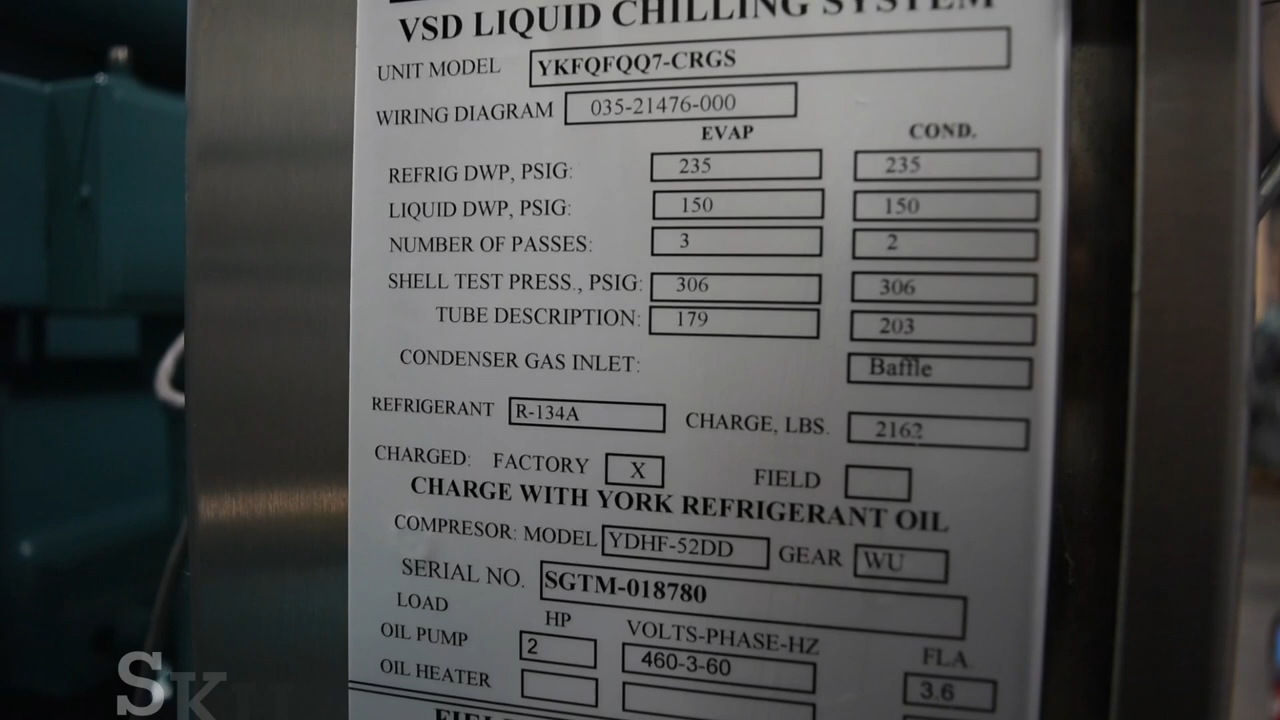 VSD LIQUID CHILLING SYSTEM
UNIT MODEL YKFQFQQ7-CRGS
WIRING DIAGRAM 035-21476-000
EVAP COND.
REFRIG DWP, PSIG: 235 235
LIQUID DWP, PSIG: 150 150
NUMBER OF PASSES: 3 2
SHELL TEST PRESS., PSIG: 306 306
TUBE DESCRIPTION: 179 203
CONDENSER GAS INLET: Baffle
REFRIGERANT R-134A CHARGE, LBS. 2162
CHARGED: FACTORY X FIELD
CHARGE WITH YORK REFRIGERANT OIL
COMPRESOR: MODEL YDHF-52DD GEAR WU
SERIAL NO. SGTM-018780
LOAD HP VOLTS-PHASE-HZ FLA
OIL PUMP 2 460-3-60 3.6
OIL HEATER